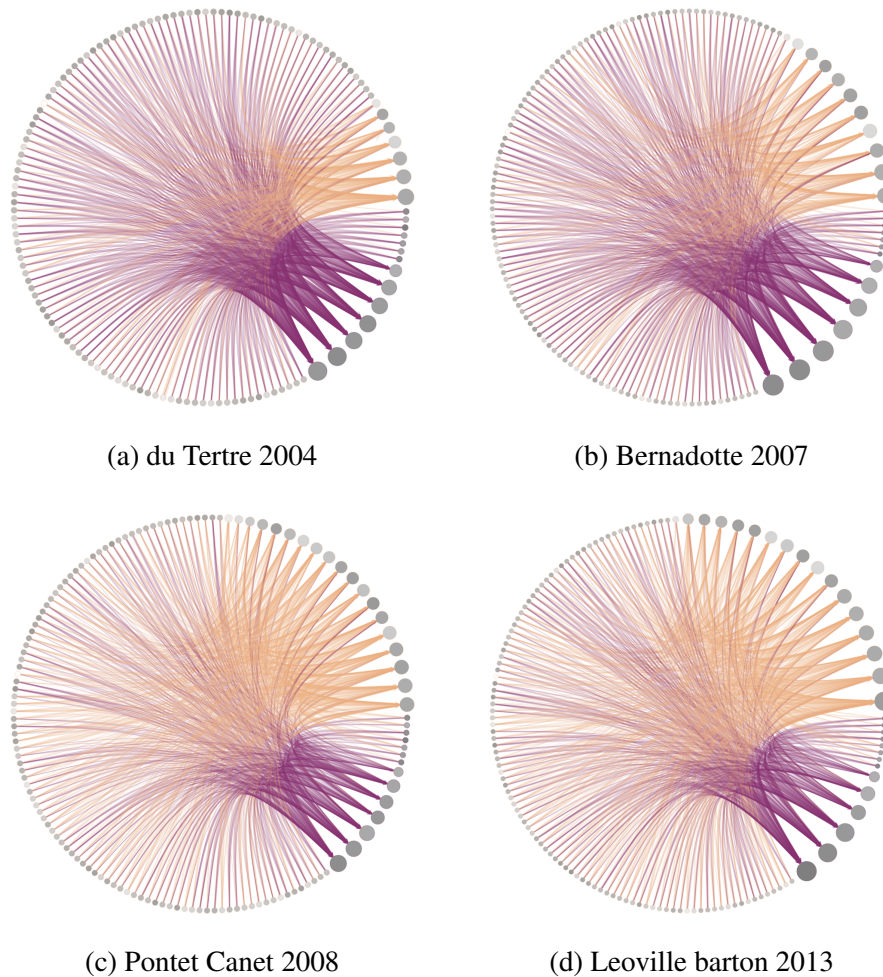 (a) du Tertre 2004
(b) Bernadotte 2007
(c) Pontet Canet 2008
(d) Leoville barton 2013